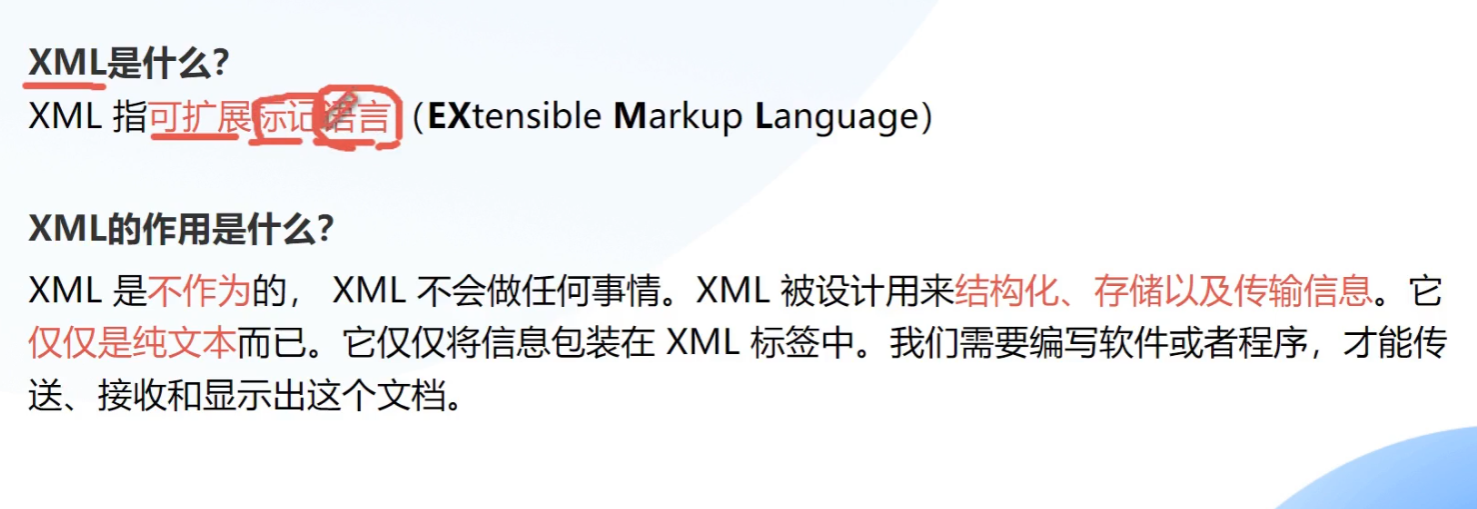 XML是什么？
XML 指可扩展标记语言（EXtensible Markup Language）
XML的作用是什么？
XML 是不作为的， XML 不会做任何事情。XML 被设计用来结构化、存储以及传输信息。它
仅仅是纯文本而已。它仅仅将信息包装在 XML 标签中。我们需要编写软件或者程序，才能传
送、接收和显示出这个文档。